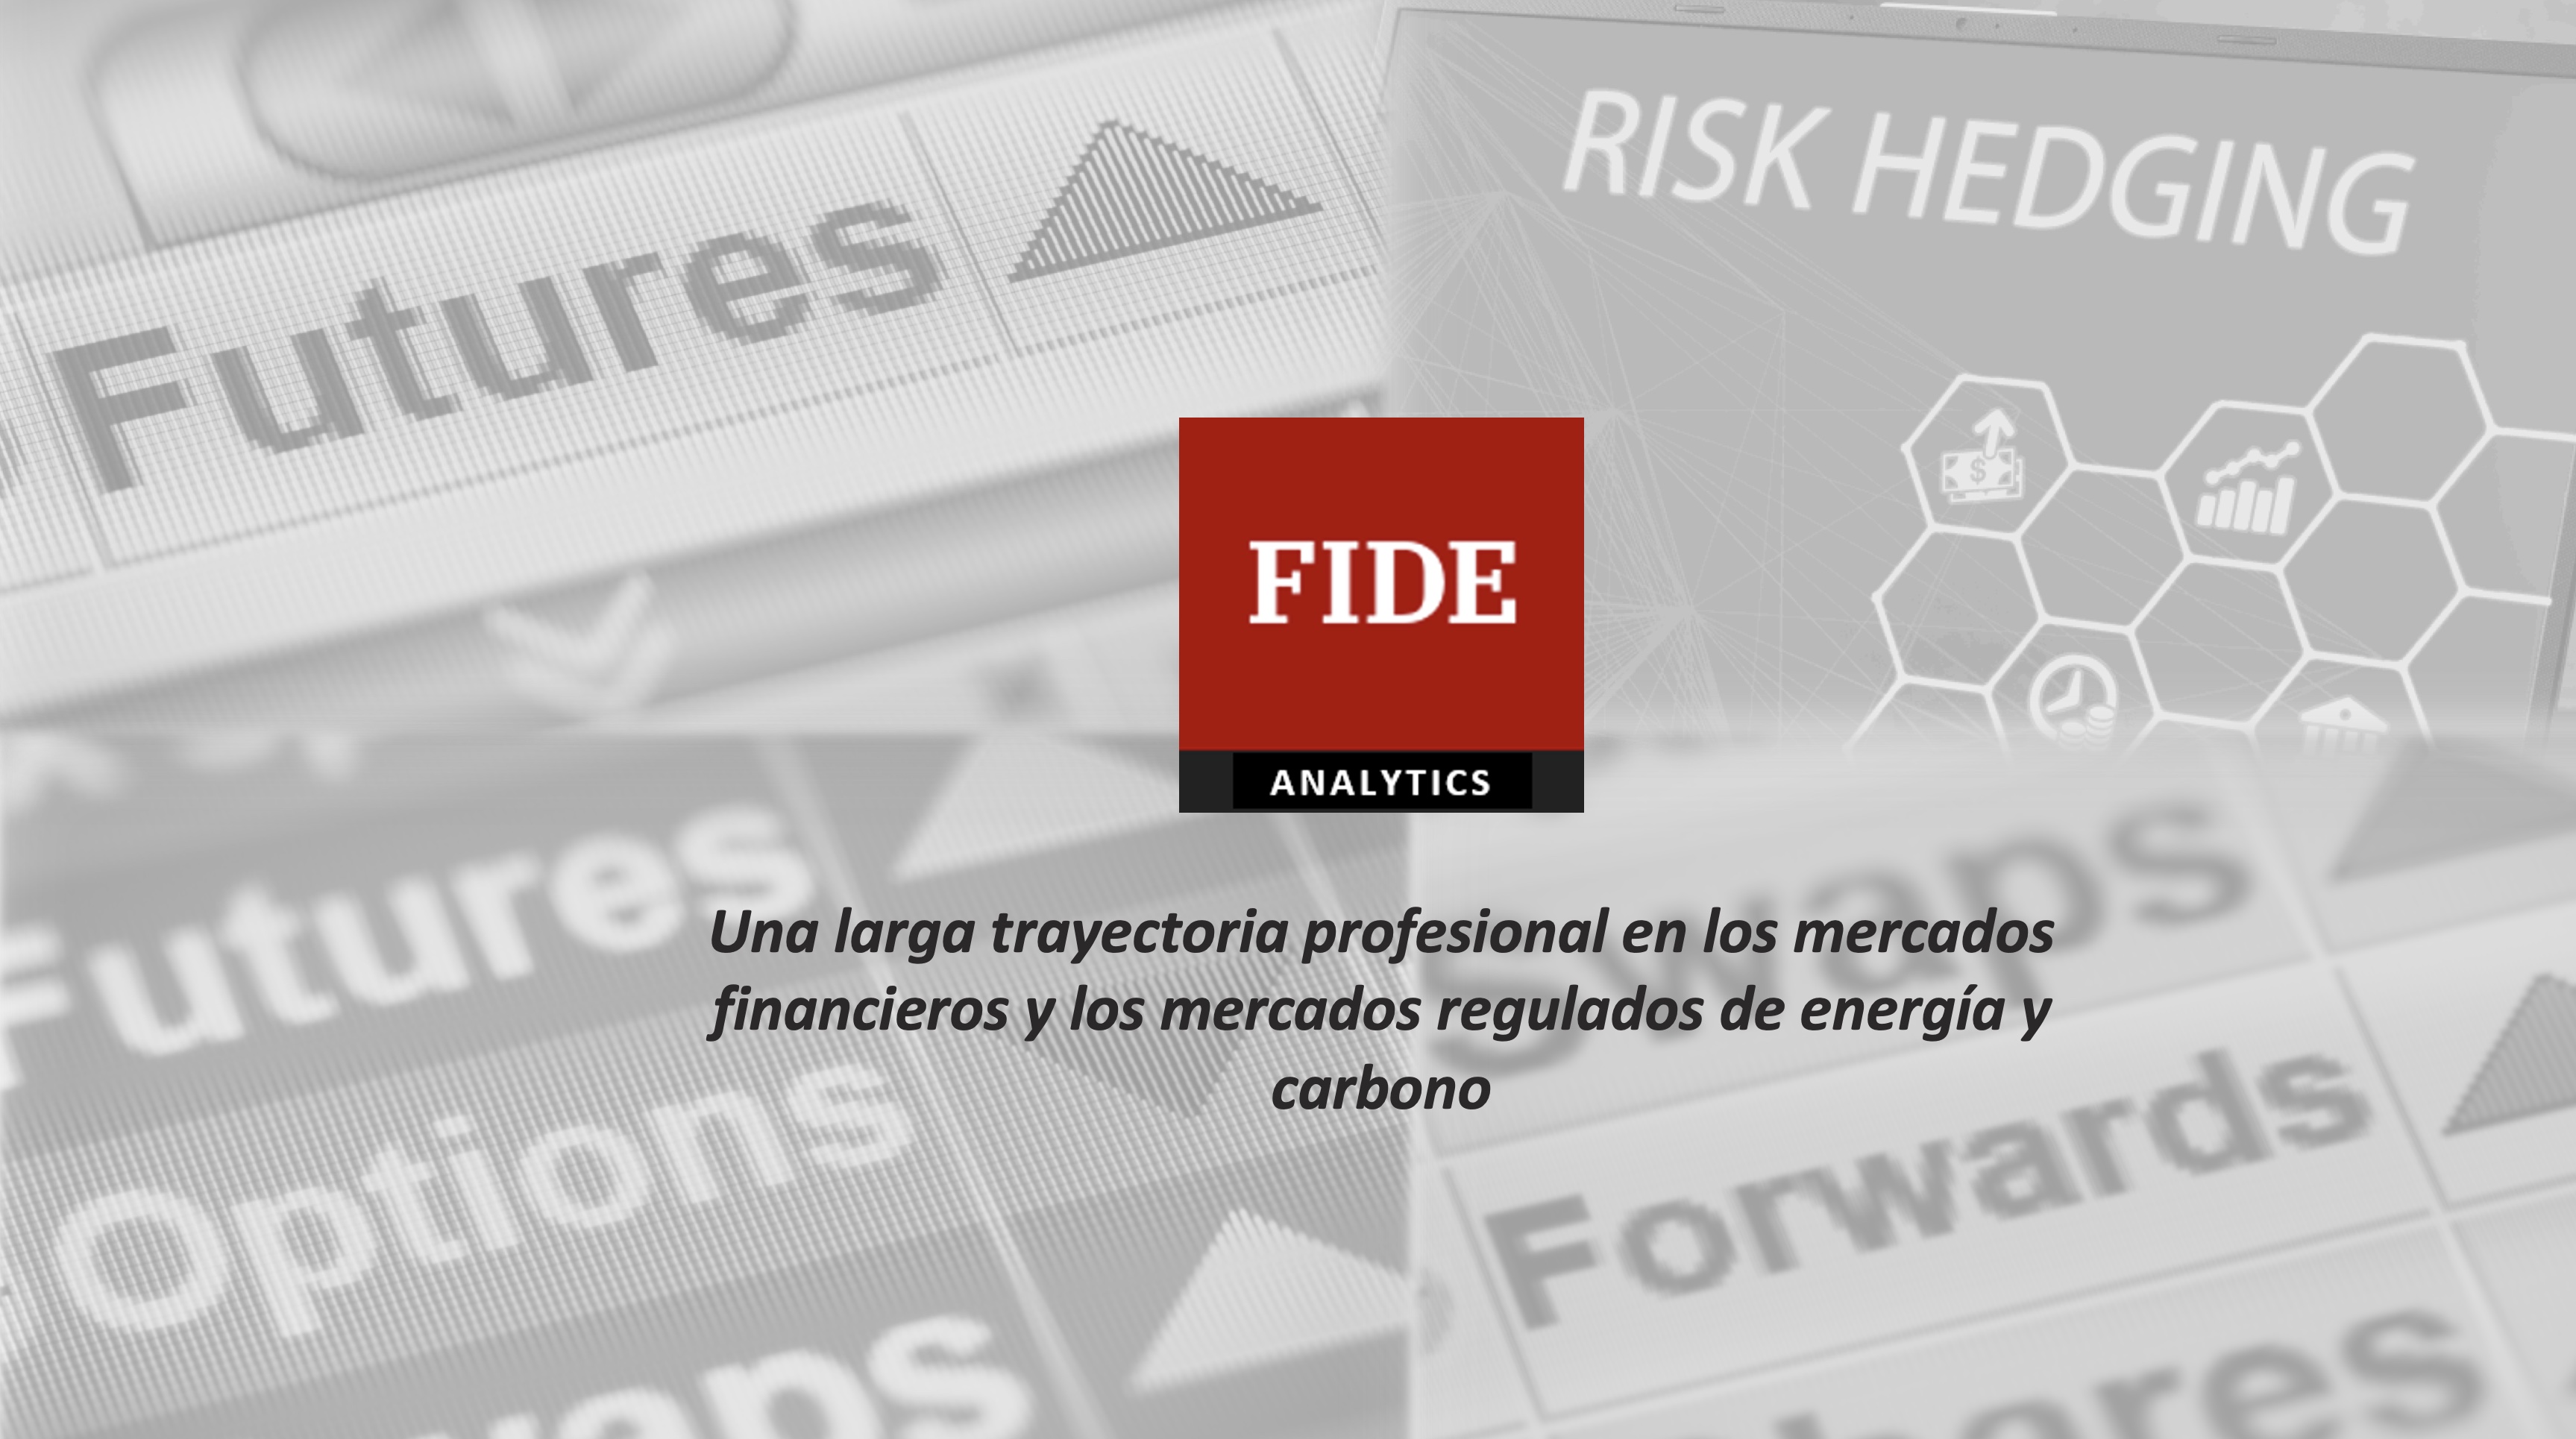 Futures
RISK HEDGING
$
FIDE
ANALYTICS
Una larga trayectoria profesional en los mercados
financieros y los mercados regulados de energía y
carbono
Futures
Options
Swaps
Forwards